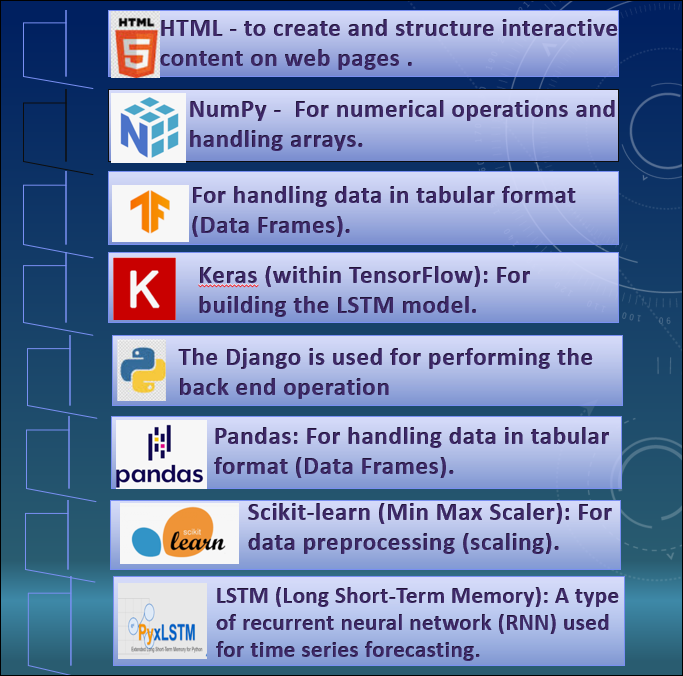 HTML
5
HTML - to create and structure interactive
content on web pages .
NumPy -  For numerical operations and
handling arrays.
For handling data in tabular format
(Data Frames).
K
Keras (within TensorFlow): For
building the LSTM model.
The Django is used for performing the
back end operation
pandas
Pandas: For handling data in tabular
format (Data Frames).
scikit
learn
Scikit-learn (Min Max Scaler): For
data preprocessing (scaling).
PyxLSTM
Extended Long Short-Term Memory for Python
LSTM (Long Short-Term Memory): A type
of recurrent neural network (RNN) used
for time series forecasting.